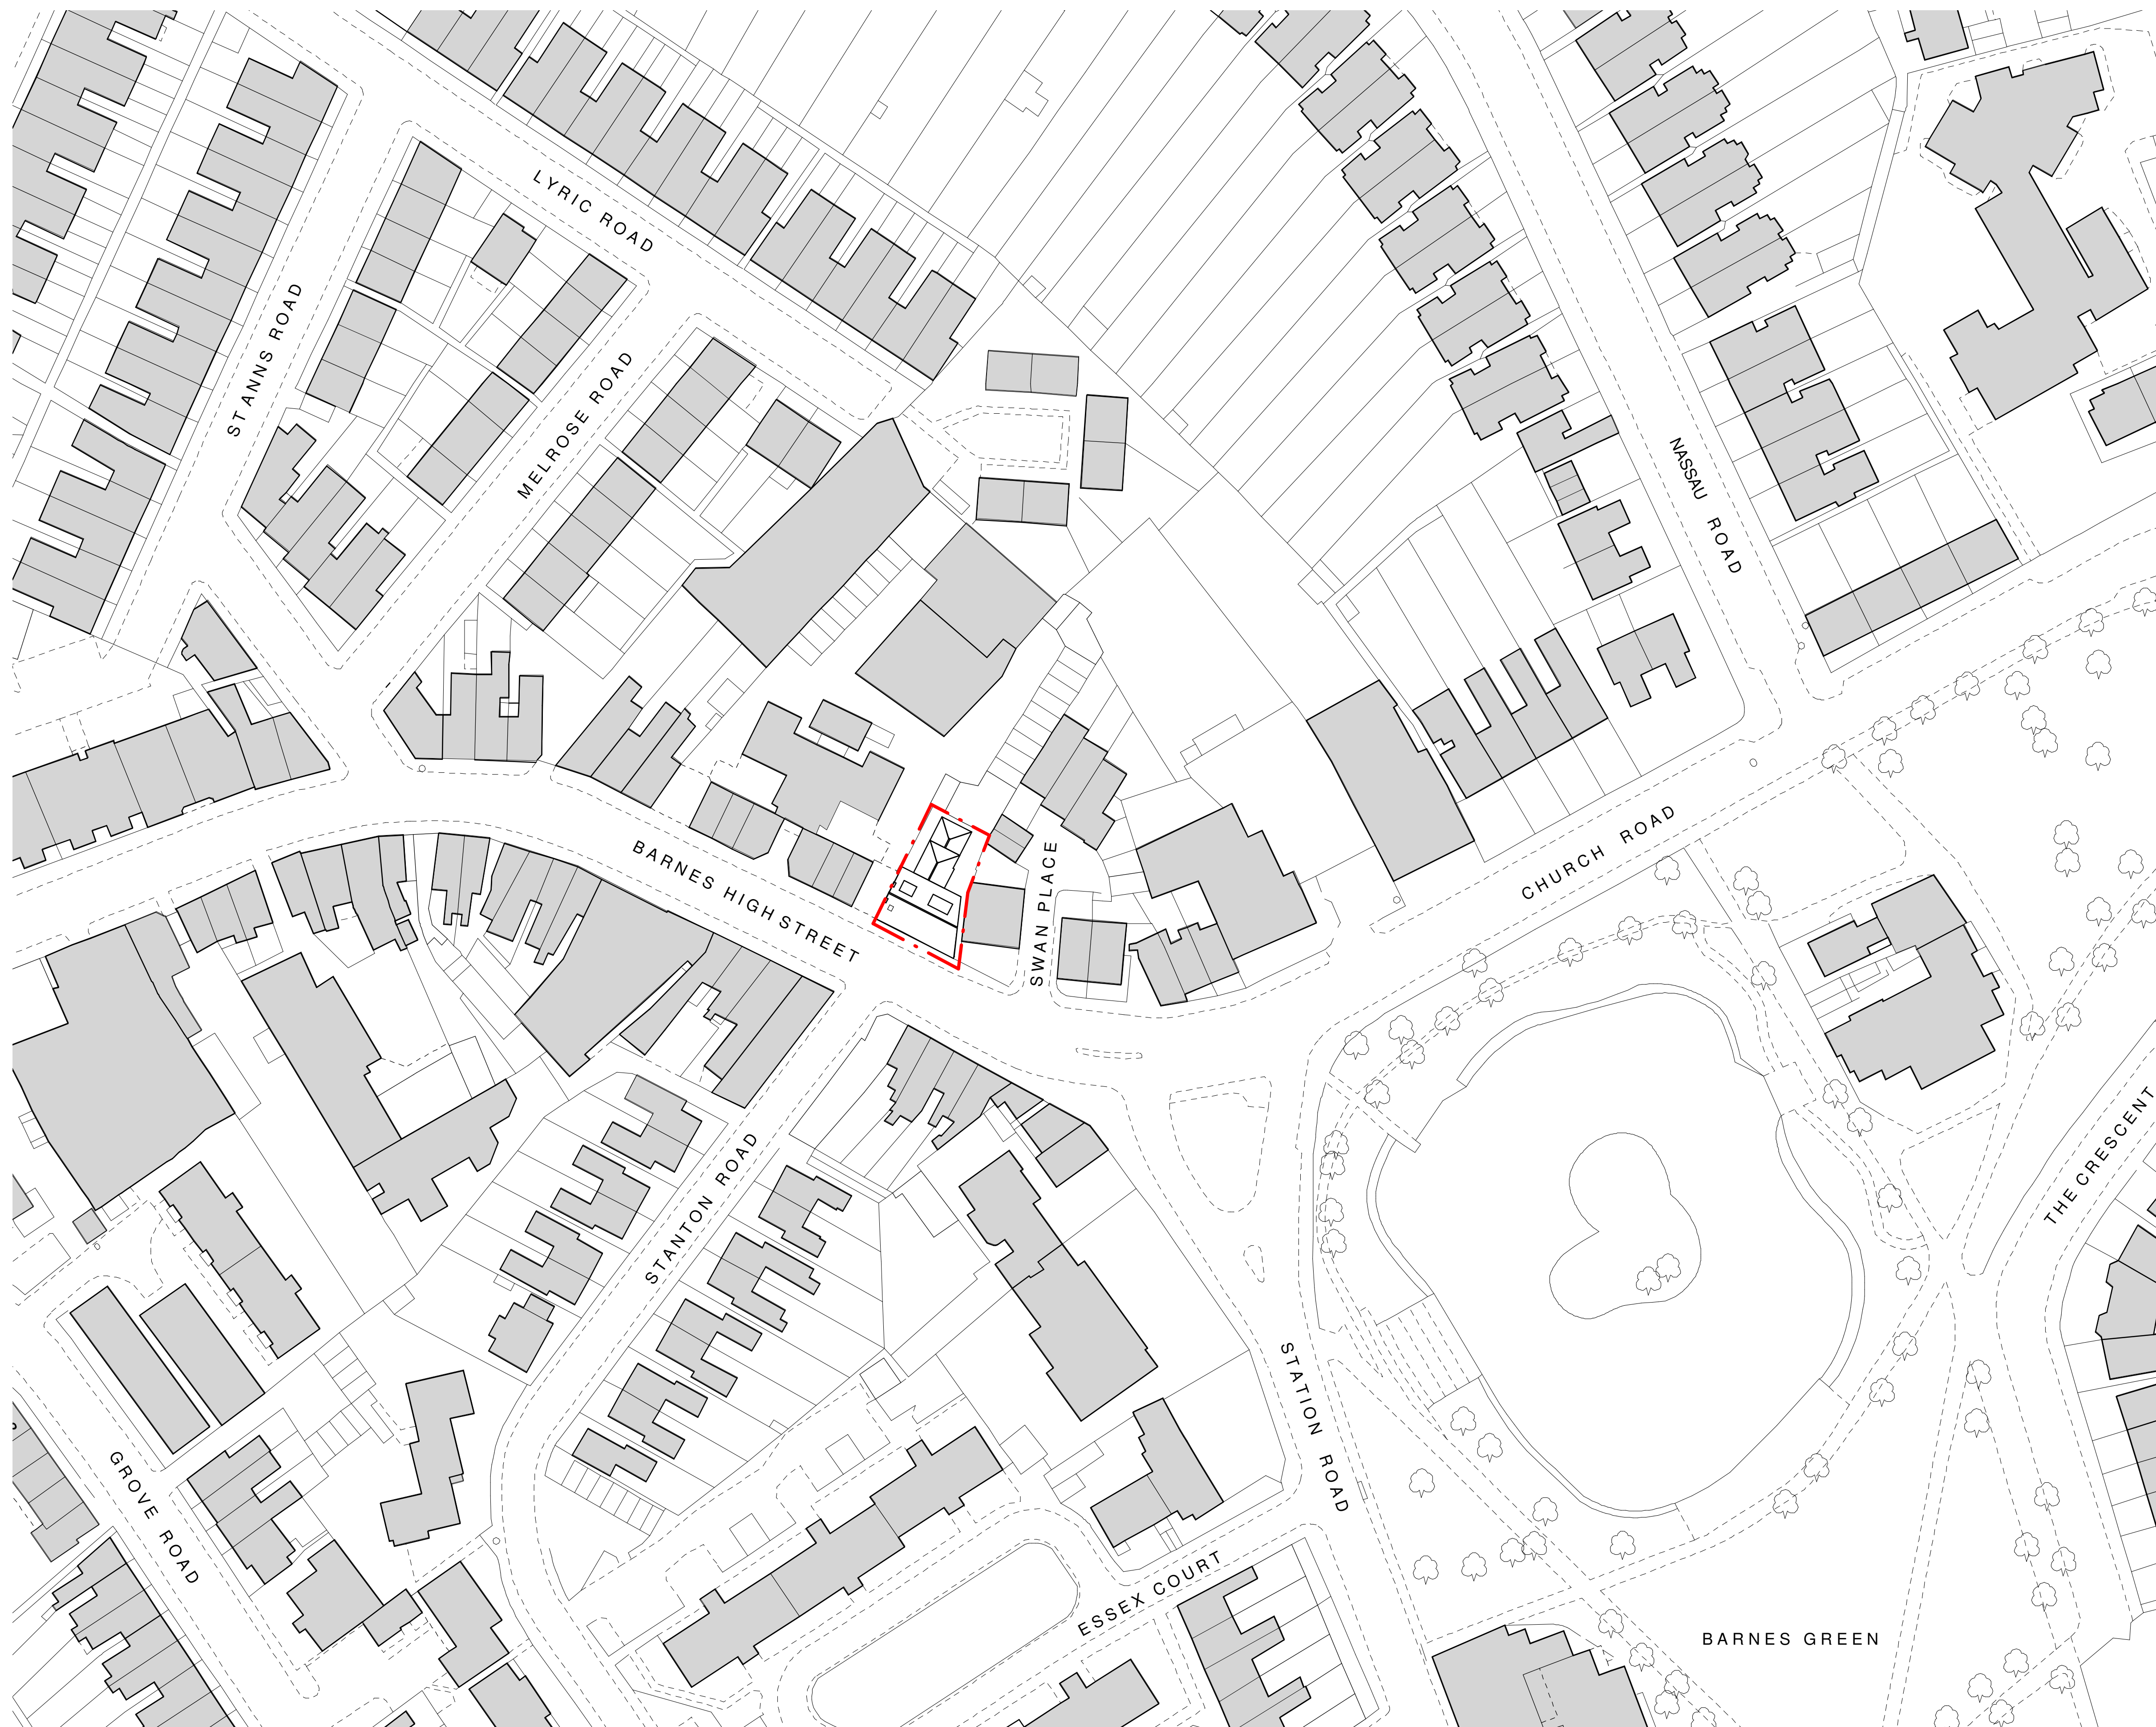 LYRIC ROAD
ST ANNS ROAD
MELROSE ROAD
NASSAU ROAD
BARNES HIGH STREET
SWAN PLACE
CHURCH ROAD
THE CRESCENT
STANTON ROAD
STATION ROAD
GROVE ROAD
ESSEX COURT
BARNES GREEN